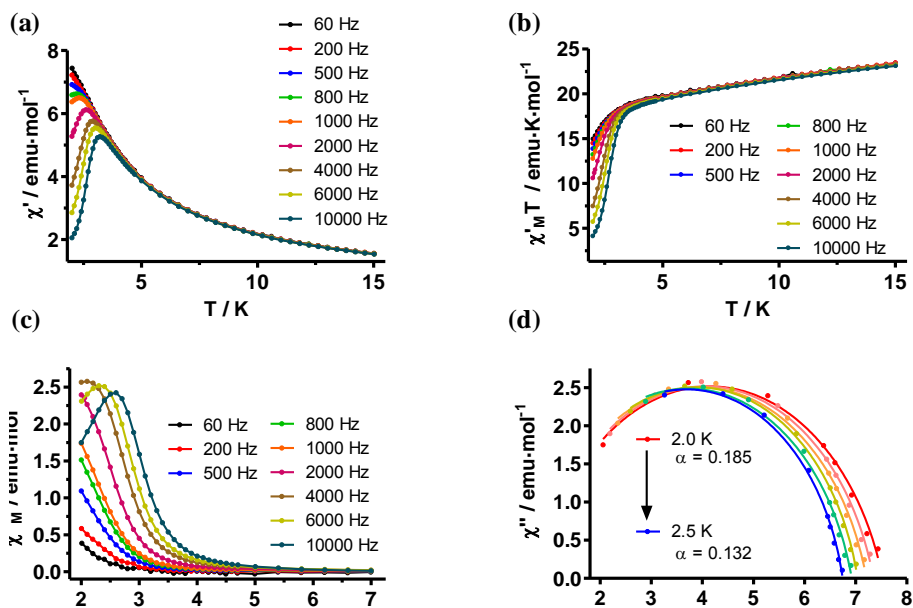 (a)
χ' / emu·mol⁻¹
8
6
4
2
5
10
15
T / K
60 Hz
200 Hz
500 Hz
800 Hz
1000 Hz
2000 Hz
4000 Hz
6000 Hz
10000 Hz
(b)
χ'M T / emu·K·mol⁻¹
25
20
15
10
5
5
10
15
T / K
60 Hz
200 Hz
500 Hz
800 Hz
1000 Hz
2000 Hz
4000 Hz
6000 Hz
10000 Hz
(c)
χ M / emu·mol
2.5
2.0
1.5
1.0
0.5
0.0
2
3
4
5
6
7
60 Hz
200 Hz
500 Hz
800 Hz
1000 Hz
2000 Hz
4000 Hz
6000 Hz
10000 Hz
(d)
χ'' / emu·mol⁻¹
2.5
2.0
1.5
1.0
0.5
0.0
2
3
4
5
6
7
8
2.0 K
α = 0.185
2.5 K
α = 0.132